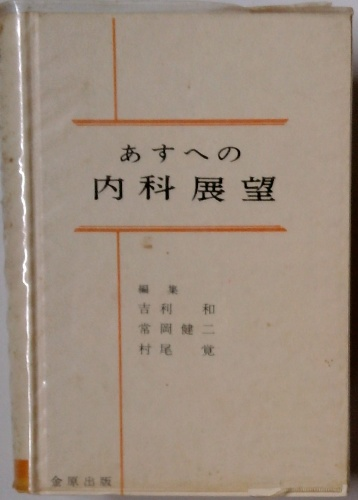 あすへの
内科展望
編集
吉利 和
常岡健二
村尾 覚
金原出版